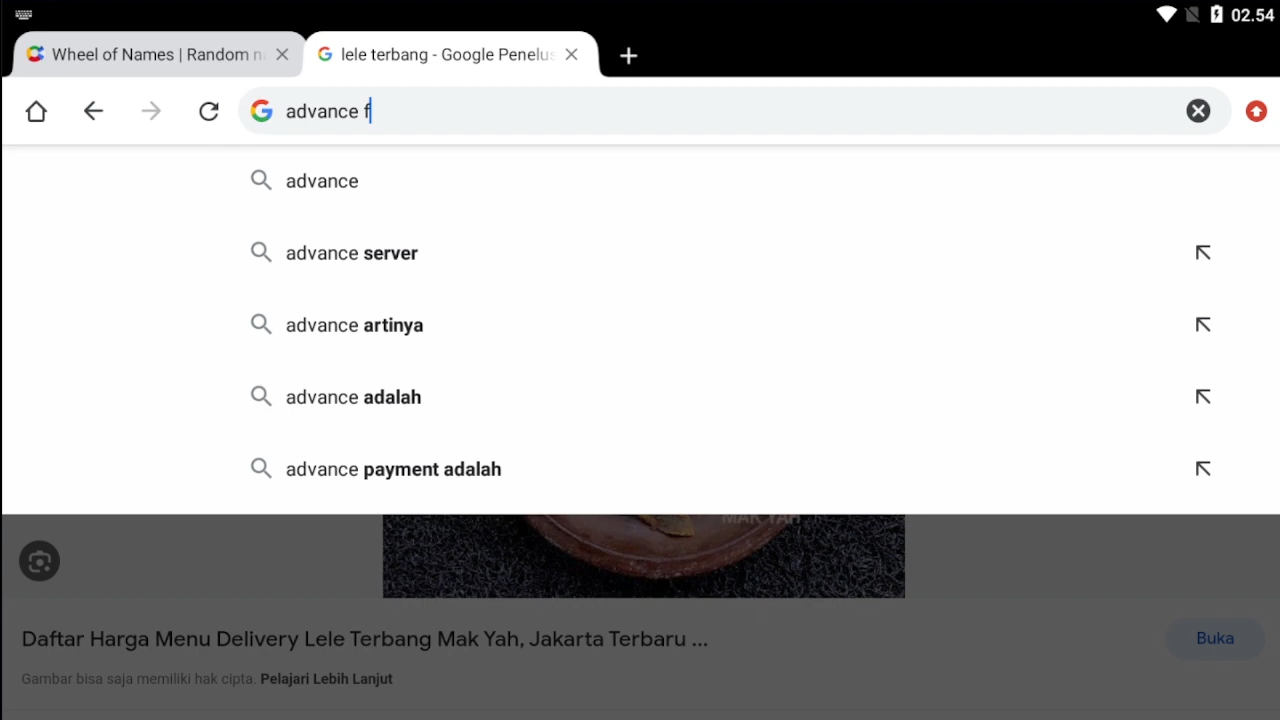 02.54
Wheel of Names | Random n
lele terbang - Google Penelus
advance f
advance
advance server
advance artinya
advance adalah
advance payment adalah
MAK YAH
Daftar Harga Menu Delivery Lele Terbang Mak Yah, Jakarta Terbaru ...
Buka
Gambar bisa saja memiliki hak cipta. Pelajari Lebih Lanjut